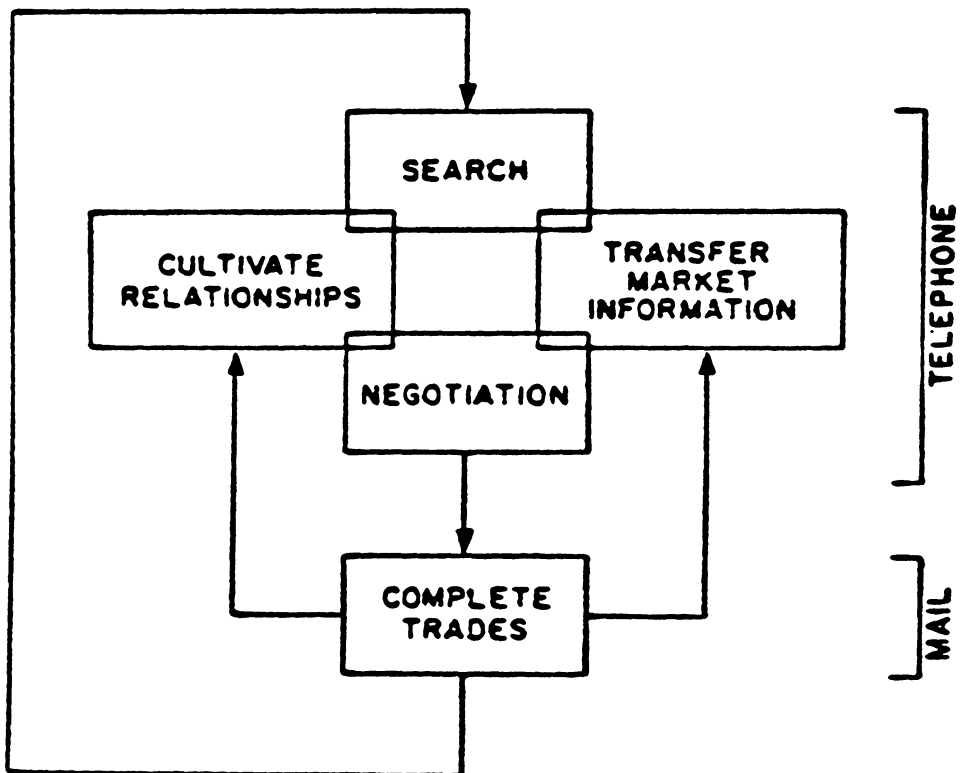 SEARCH
CULTIVATE
RELATIONSHIPS
TRANSFER
MARKET
INFORMATION
NEGOTIATION
COMPLETE
TRADES
TELEPHONE
MAIL